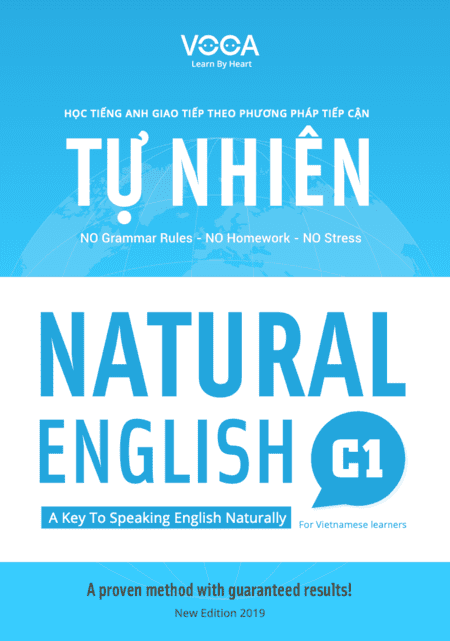 VOCA
Learn By Heart
HỌC TIẾNG ANH GIAO TIẾP THEO PHƯƠNG PHÁP TIẾP CẬN
TỰ NHIÊN
NO Grammar Rules - NO Homework - NO Stress
NATURAL
ENGLISH
C1
A Key To Speaking English Naturally
For Vietnamese learners
A proven method with guaranteed results!
New Edition 2019